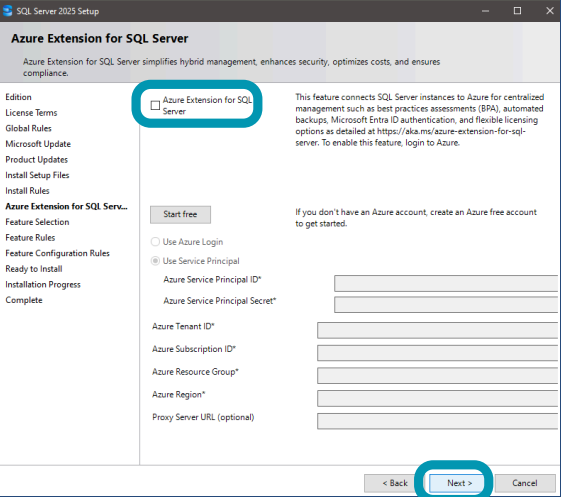 SQL Server 2025 Setup
Azure Extension for SQL Server
Azure Extension for SQL Server simplifies hybrid management, enhances security, optimizes costs, and ensures
compliance.
Edition
License Terms
Global Rules
Microsoft Update
Product Updates
Install Setup Files
Install Rules
Azure Extension for SQL Serv...
Feature Selection
Feature Rules
Feature Configuration Rules
Ready to Install
Installation Progress
Complete
Azure Extension for SQL
Server
This feature connects SQL Server instances to Azure for centralized
management such as best practices assessments (BPA), automated
backups, Microsoft Entra ID authentication, and flexible licensing
options as detailed at https://aka.ms/azure-extension-for-sql-
server. To enable this feature, login to Azure.
Start free
If you don't have an Azure account, create an Azure free account
to get started.
Use Azure Login
Use Service Principal
Azure Service Principal ID*
Azure Service Principal Secret*
Azure Tenant ID*
Azure Subscription ID*
Azure Resource Group*
Azure Region*
Proxy Server URL (optional)
< Back
Next >
Cancel